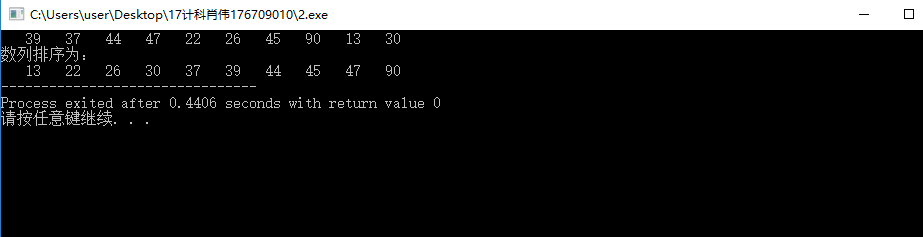 C:\Users\user\Desktop\17计科肖伟176709010\2.exe
39 37 44 47 22 26 45 90 13 30
数列排序为:
13 22 26 30 37 39 44 45 47 90
--------------------------------
Process exited after 0.4406 seconds with return value 0
请按任意键继续. . .